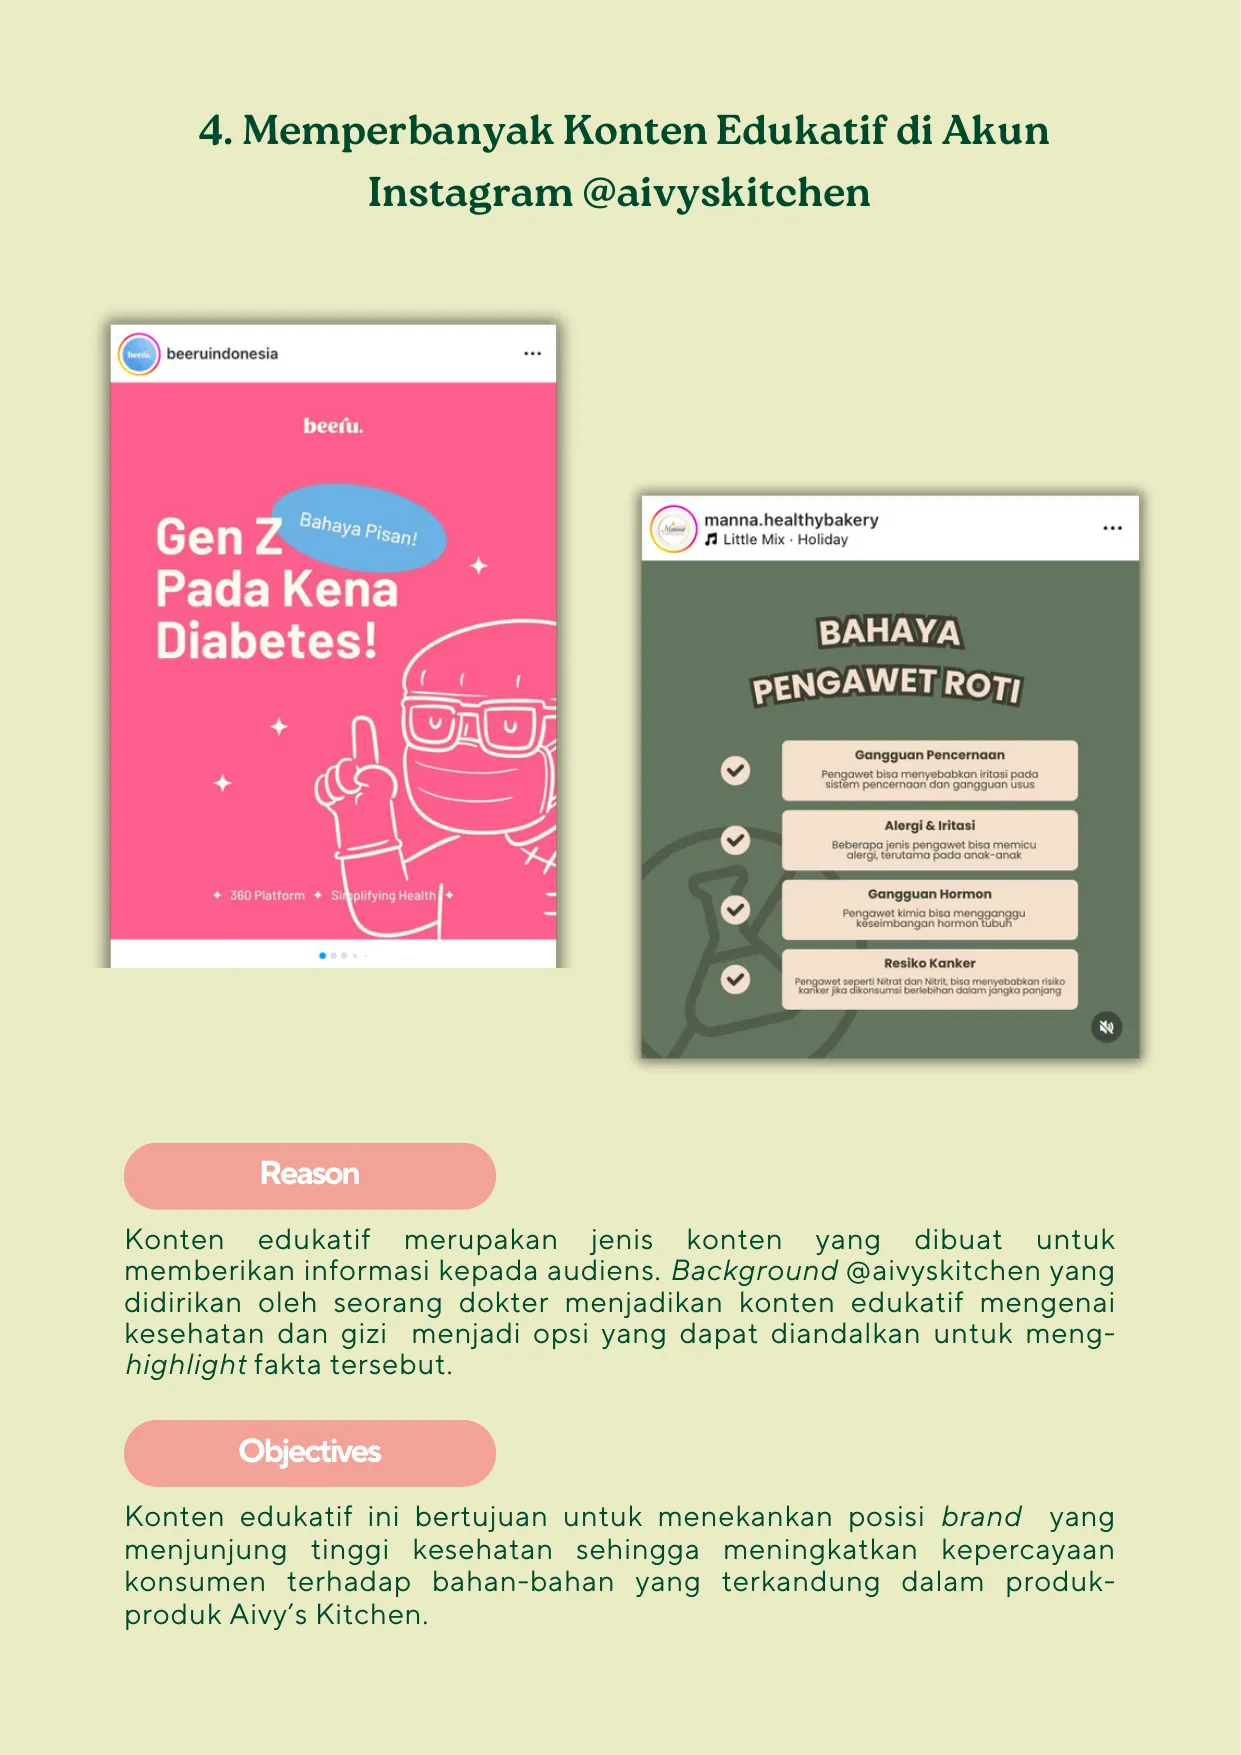 4. Memperbanyak Konten Edukatif di Akun
Instagram @aivyskitchen
beeru.
beeruindonesia
beeru.
Bahaya Pisan!
Gen Z
Pada Kena
Diabetes!
360 Platform
Simplifying Health
manna.healthybakery
Little Mix · Holiday
BAHAYA
PENGAWET ROTI
Gangguan Pencernaan
Pengawet bisa menyebabkan iritasi pada
sistem pencernaan dan gangguan usus
Alergi & Iritasi
Beberapa jenis pengawet bisa memicu
alergi, terutama pada anak-anak
Gangguan Hormon
Pengawet kimia bisa mengganggu
keseimbangan hormon tubuh
Resiko Kanker
Pengawet seperti Nitrat dan Nitrit, bisa menyebabkan risiko
kanker jika dikonsumsi berlebihan dalam jangka panjang
Reason
Konten edukatif merupakan jenis konten yang dibuat untuk
memberikan informasi kepada audiens. Background @aivyskitchen yang
didirikan oleh seorang dokter menjadikan konten edukatif mengenai
kesehatan dan gizi menjadi opsi yang dapat diandalkan untuk meng-
highlight fakta tersebut.
Objectives
Konten edukatif ini bertujuan untuk menekankan posisi brand yang
menjunjung tinggi kesehatan sehingga meningkatkan kepercayaan
konsumen terhadap bahan-bahan yang terkandung dalam produk-
produk Aivy's Kitchen.